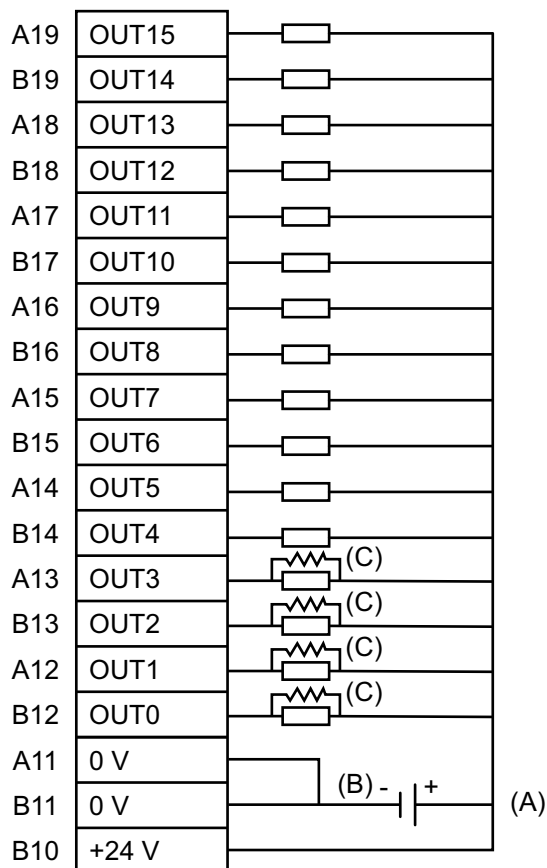 A19 OUT15
B19 OUT14
A18 OUT13
B18 OUT12
A17 OUT11
B17 OUT10
A16 OUT9
B16 OUT8
A15 OUT7
B15 OUT6
A14 OUT5
B14 OUT4
(C)
A13 OUT3
(C)
B13 OUT2
(C)
A12 OUT1
(C)
B12 OUT0
A11 0 V
B11 0 V (B) - + (A)
B10 +24 V